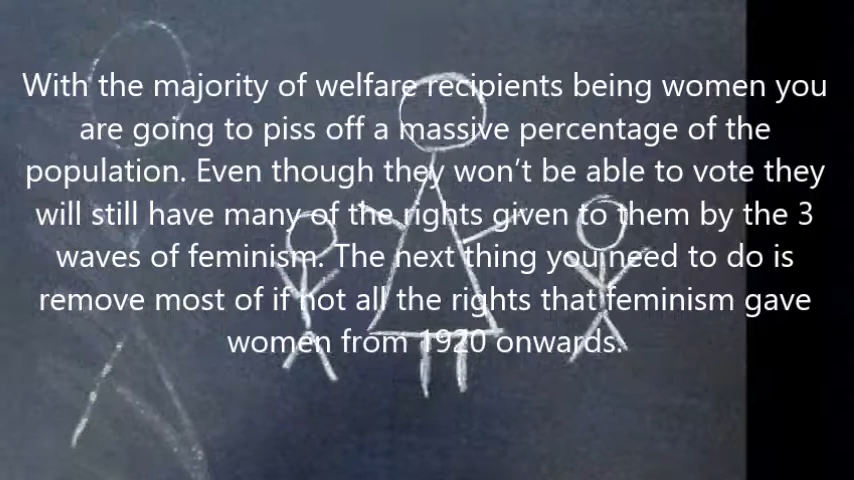 With the majority of welfare recipients being women you
are going to piss off a massive percentage of the
population. Even though they won’t be able to vote they
will still have many of the rights given to them by the 3
waves of feminism. The next thing you need to do is
remove most of if not all the rights that feminism gave
women from 1920 onwards.